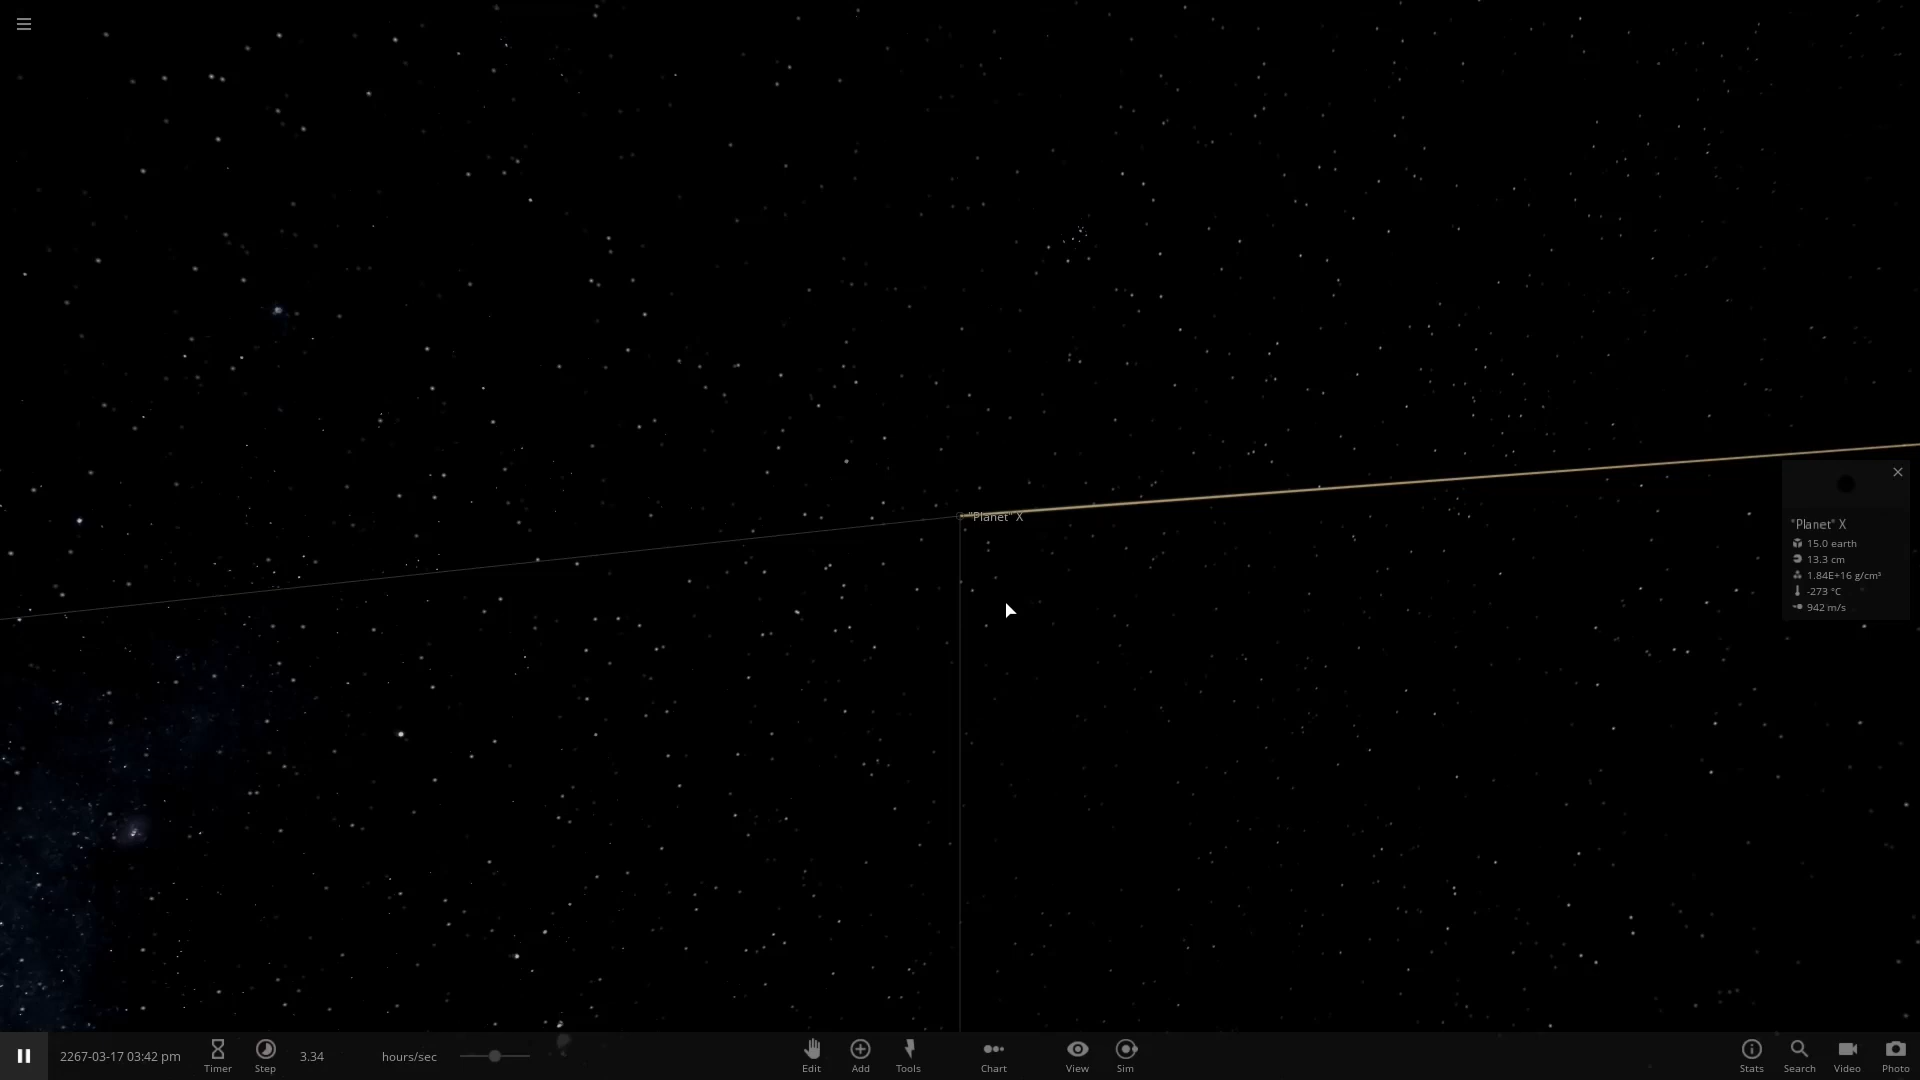 "Planet" X
"Planet" X
15.0 earth
13.3 cm
1.84E+16 g/cm³
-273 °C
942 m/s
2267-03-17 03:42 pm
Timer
Step
3.34
hours/sec
Edit
Add
Tools
Chart
View
Sim
Stats
Search
Video
Photo